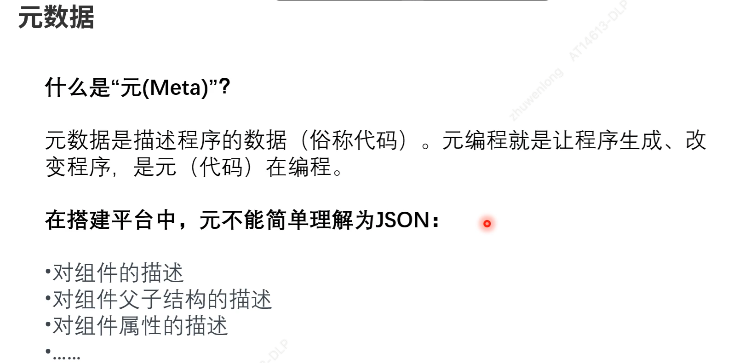 元数据
什么是“元(Meta)”?
元数据是描述程序的数据（俗称代码）。元编程就是让程序生成、改
变程序，是元（代码）在编程。
在搭建平台中，元不能简单理解为JSON：
•对组件的描述
•对组件父子结构的描述
•对组件属性的描述
•……
zhuwenlong AT14613-DLP
-DLP